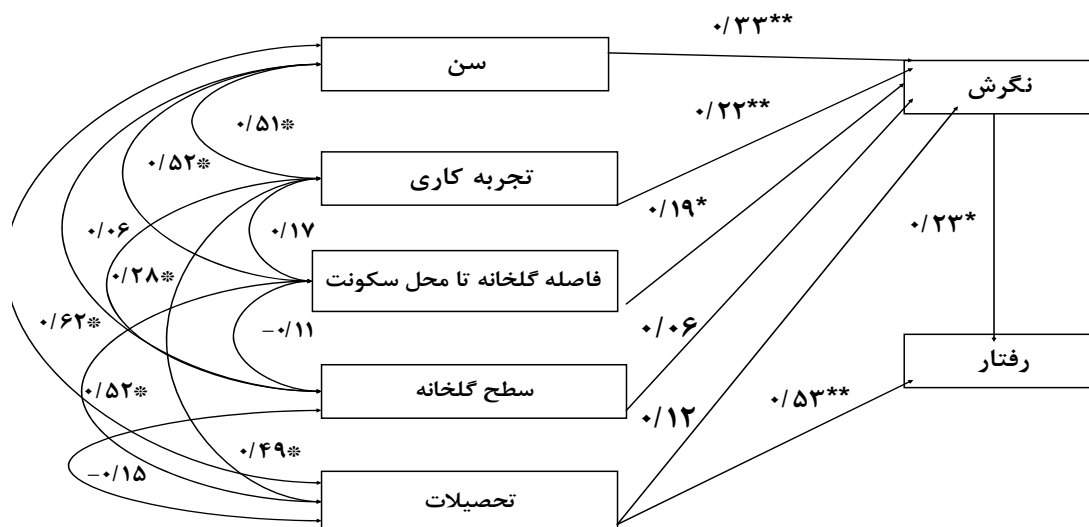 ۰/۳۳**
سن
نگرش
۰/۵۱*
۰/۲۲**
۰/۵۲*
تجربه کاری
۰/۱۹*
۰/۰۶
۰/۱۷
۰/۲۳*
۰/۲۸*
فاصله گلخانه تا محل سکونت
۰/۶۲*
–۰/۱۱
۰/۰۶
رفتار
۰/۵۲*
سطح گلخانه
۰/۱۲
۰/۵۳**
۰/۴۹*
–۰/۱۵
تحصیلات